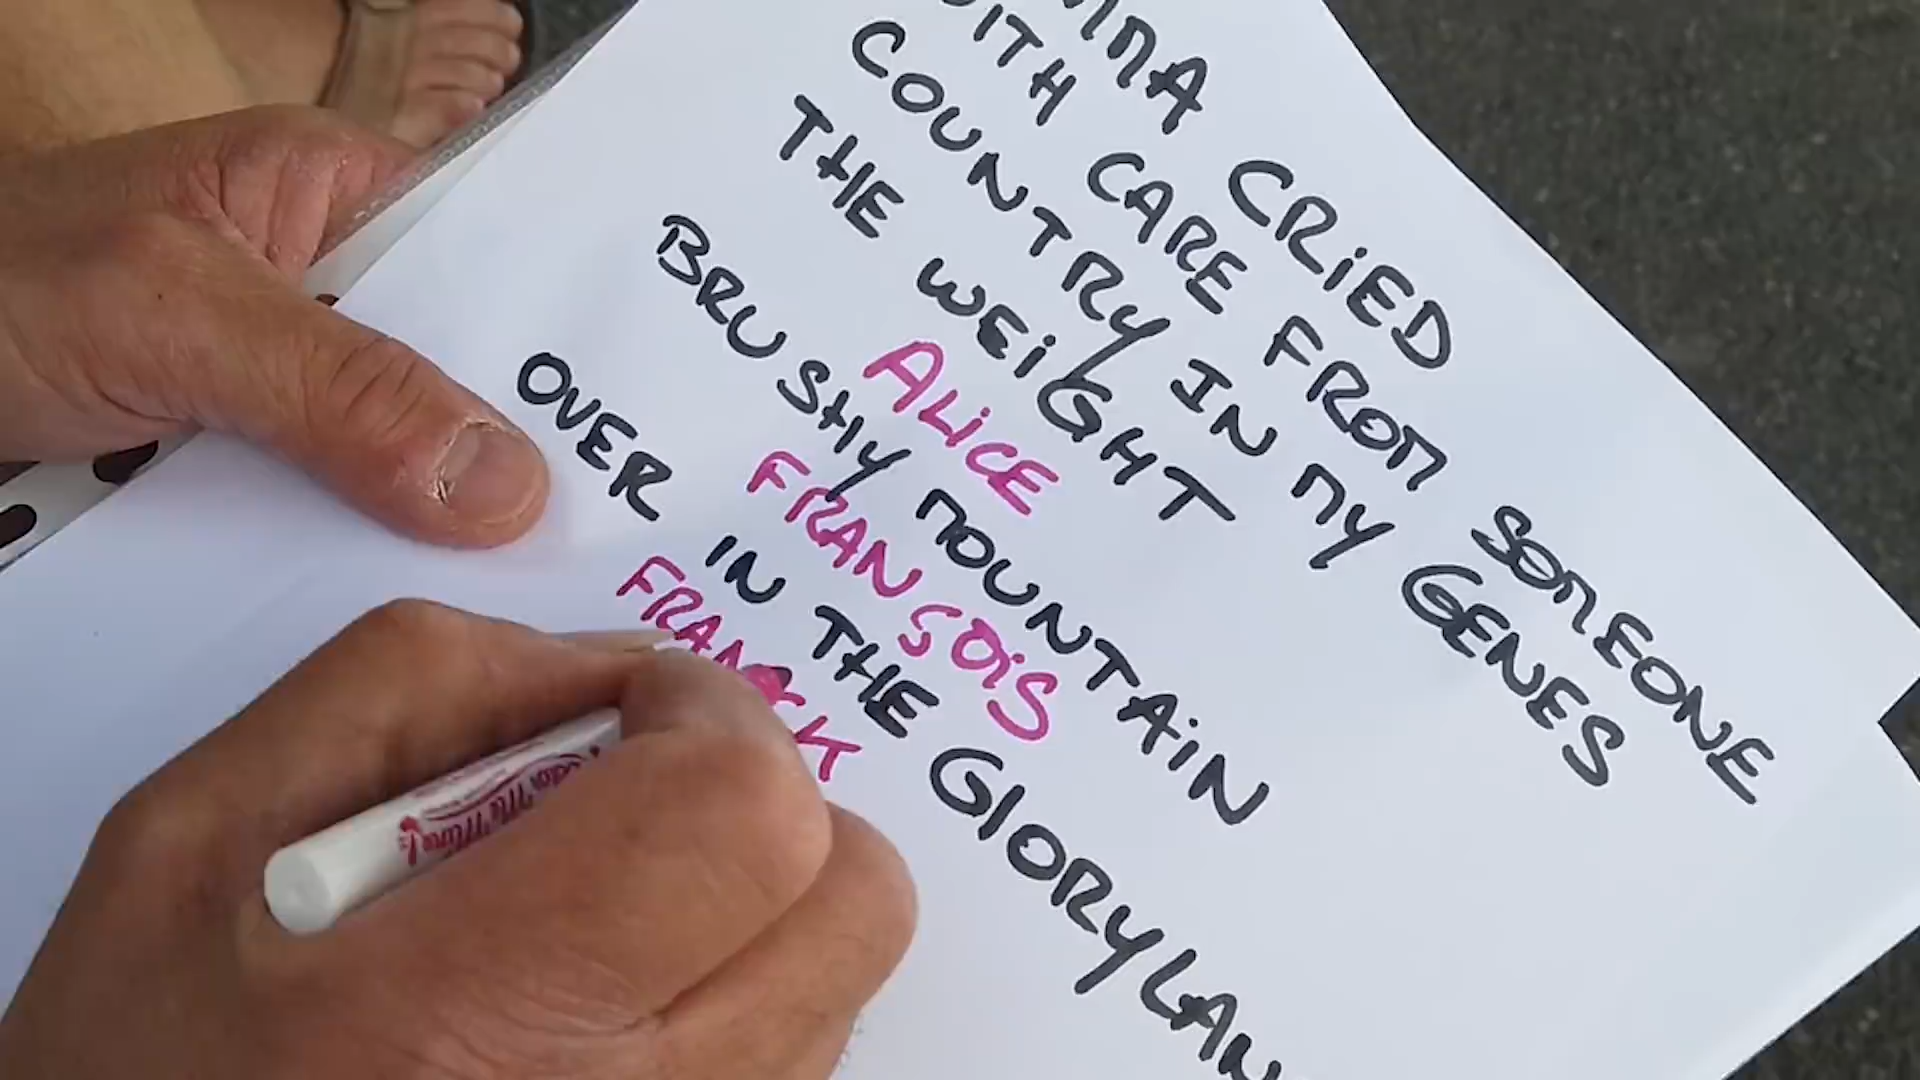 CRiED
WITH CARE FROM SOMEONE
COUNTRY IN MY GENES
THE WEiGHT
ALiCE
BRUSHY MOUNTAiN
FRANSOiS
OVER IN THE GlORYLAN